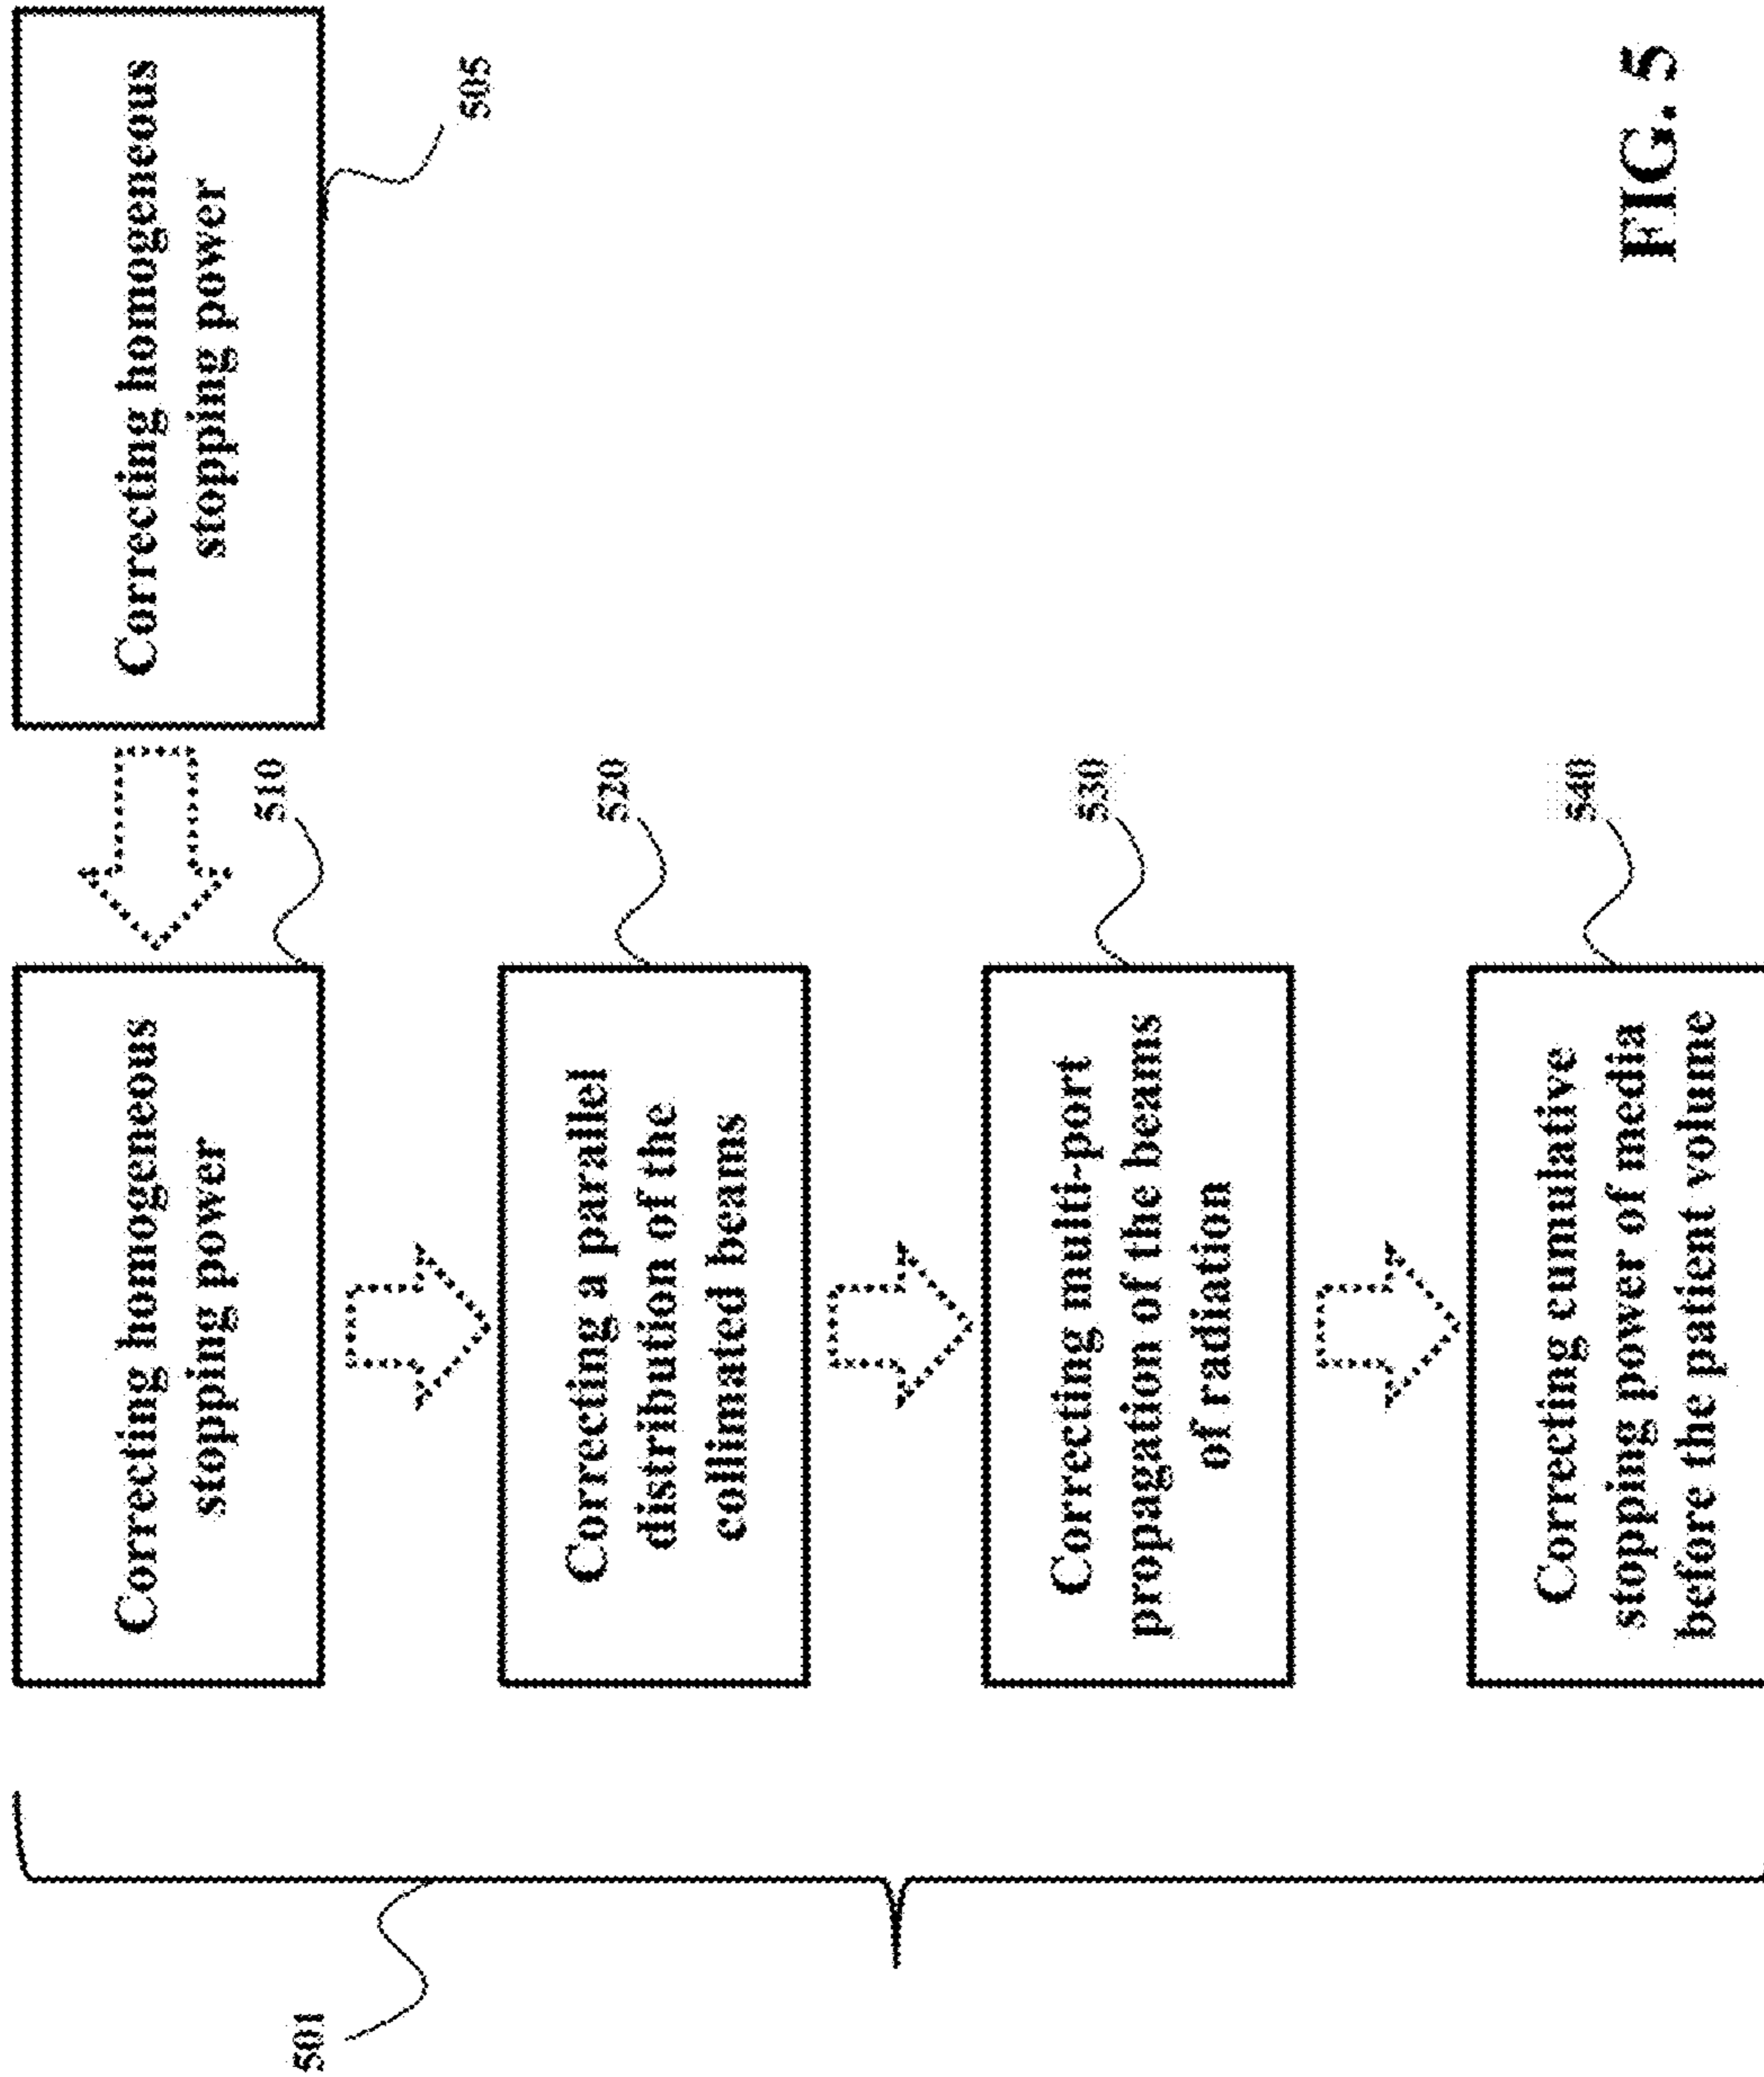 501
Correcting homogeneous
stopping power
510
Correcting homogeneous
stopping power
505
Correcting a parallel
distribution of the
collimated beams
520
Correcting multi-port
propagation of the beams
of radiation
530
Correcting cumulative
stopping power of media
before the patient volume
540
FIG. 5